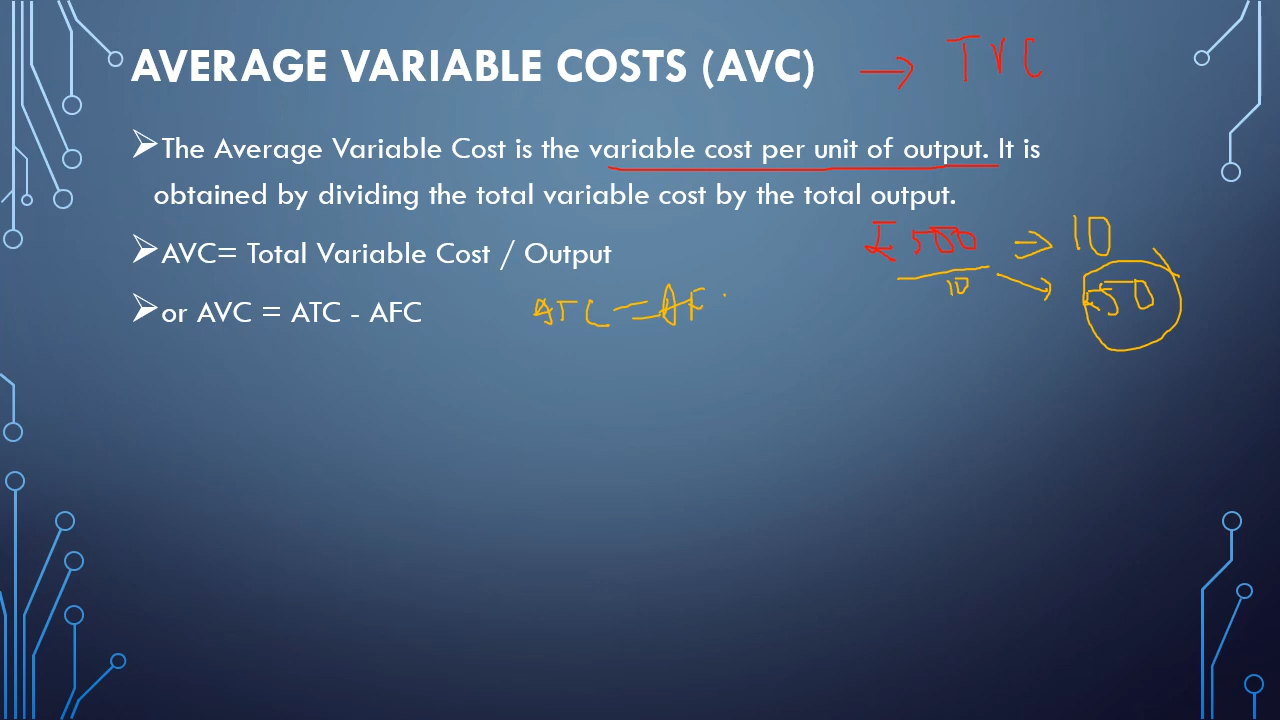 AVERAGE VARIABLE COSTS (AVC) → TVC
➢The Average Variable Cost is the variable cost per unit of output. It is
obtained by dividing the total variable cost by the total output.
➢AVC= Total Variable Cost / Output
£500 ⇒ 10
10
£50
➢or AVC = ATC - AFC
ATC = AF